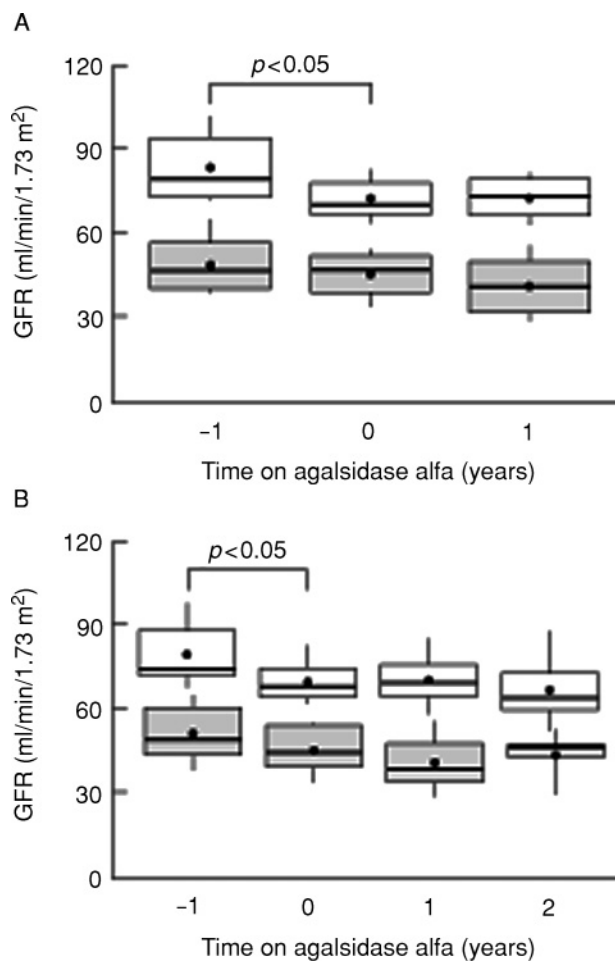 A
p<0.05
120
90
60
30
0
GFR (ml/min/1.73 m²)
−1 0 1
Time on agalsidase alfa (years)
B
p<0.05
120
90
60
30
0
GFR (ml/min/1.73 m²)
−1 0 1 2
Time on agalsidase alfa (years)